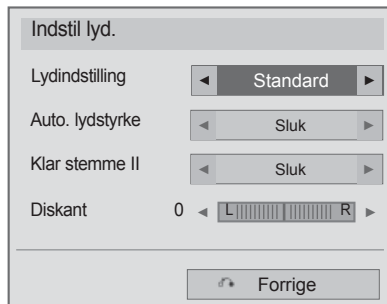 Indstil lyd.
Lydindstilling ◄ Standard ►
Auto. lydstyrke ◄ Sluk ►
Klar stemme II ◄ Sluk ►
Diskant 0 ◄ L R ►
Forrige